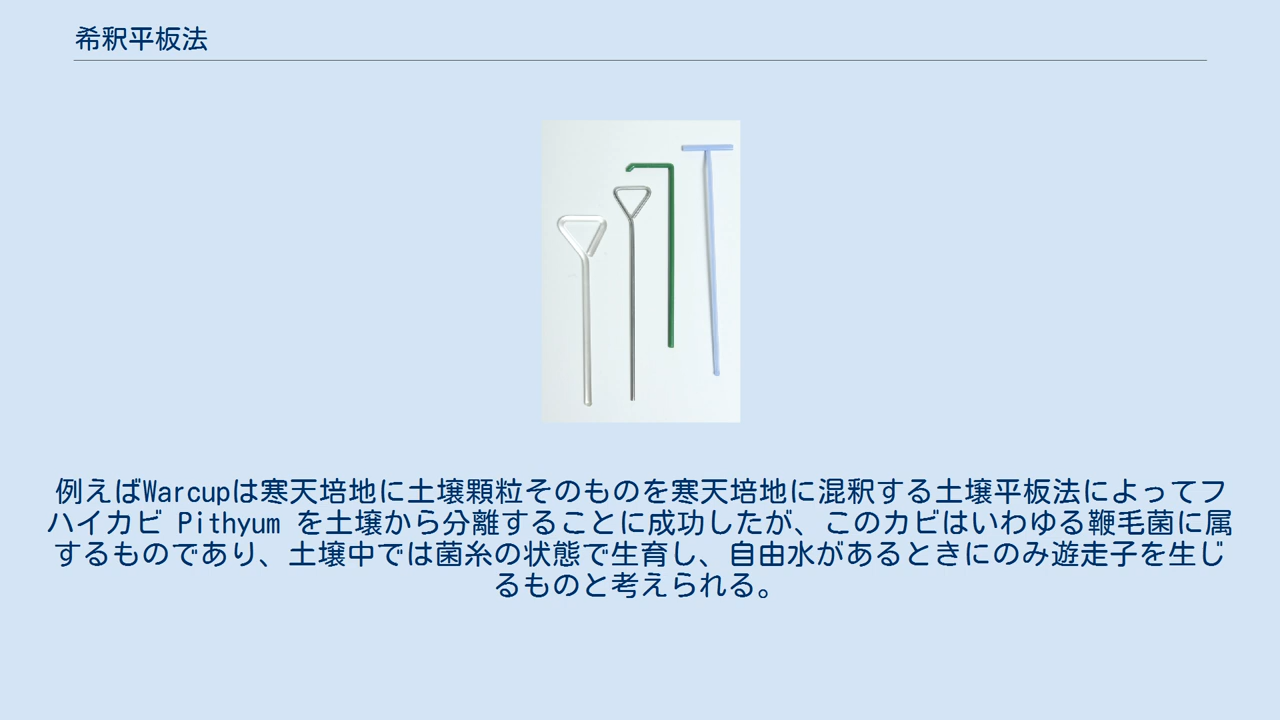 希釈平板法
例えばWarcupは寒天培地に土壌顆粒そのものを寒天培地に混釈する土壌平板法によってフ
ハイカビ Pithyum を土壌から分離することに成功したが、このカビはいわゆる鞭毛菌に属
するものであり、土壌中では菌糸の状態で生育し、自由水があるときにのみ遊走子を生じ
るものと考えられる。